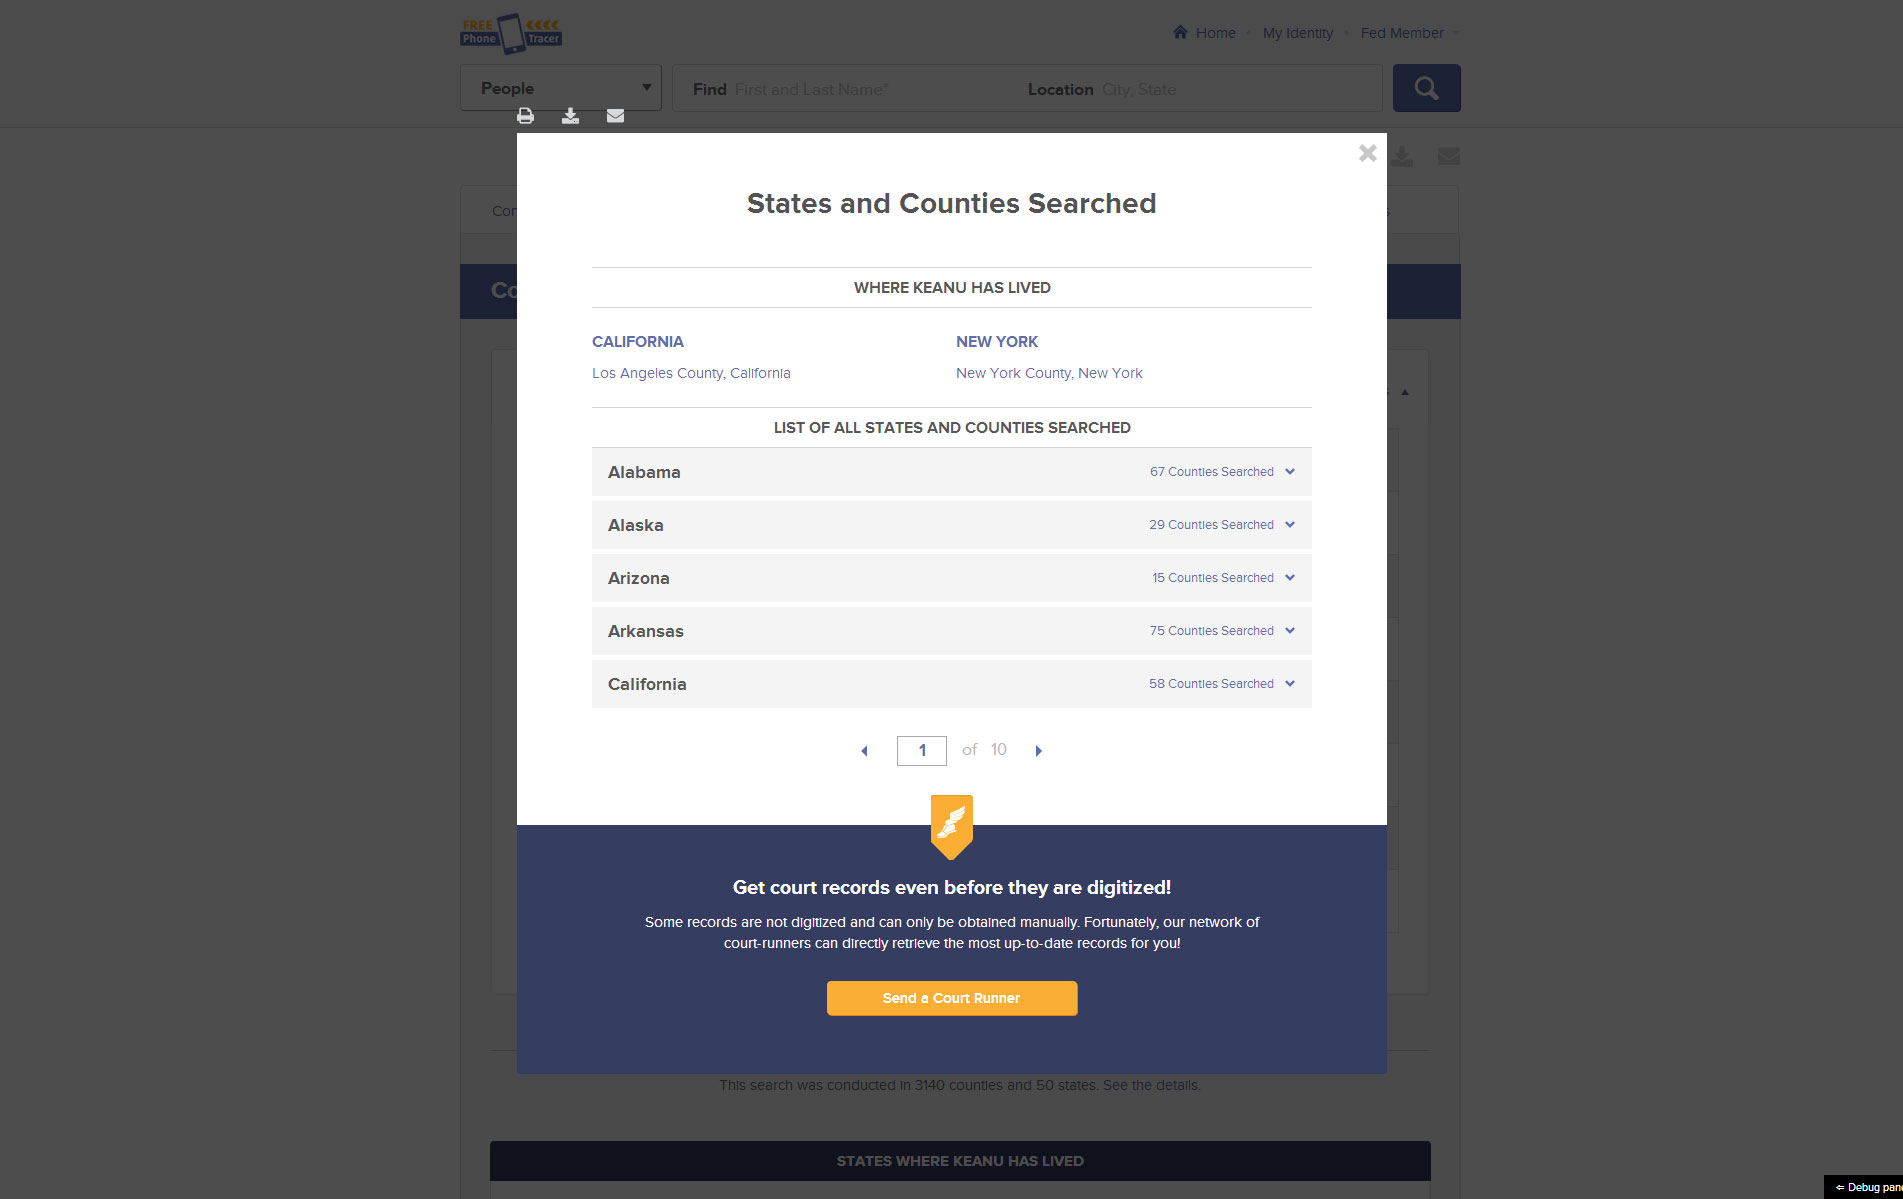 FREE
Phone Tracer
Home
My Identity
Fed Member
People
Find First and Last Name*
Location City, State
States and Counties Searched
WHERE KEANU HAS LIVED
CALIFORNIA
Los Angeles County, California
NEW YORK
New York County, New York
LIST OF ALL STATES AND COUNTIES SEARCHED
Alabama 67 Counties Searched
Alaska 29 Counties Searched
Arizona 15 Counties Searched
Arkansas 75 Counties Searched
California 58 Counties Searched
1 of 10
Get court records even before they are digitized!
Some records are not digitized and can only be obtained manually. Fortunately, our network of
court-runners can directly retrieve the most up-to-date records for you!
Send a Court Runner
This search was conducted in 3140 counties and 50 states. See the details.
STATES WHERE KEANU HAS LIVED
⇐ Debug pan